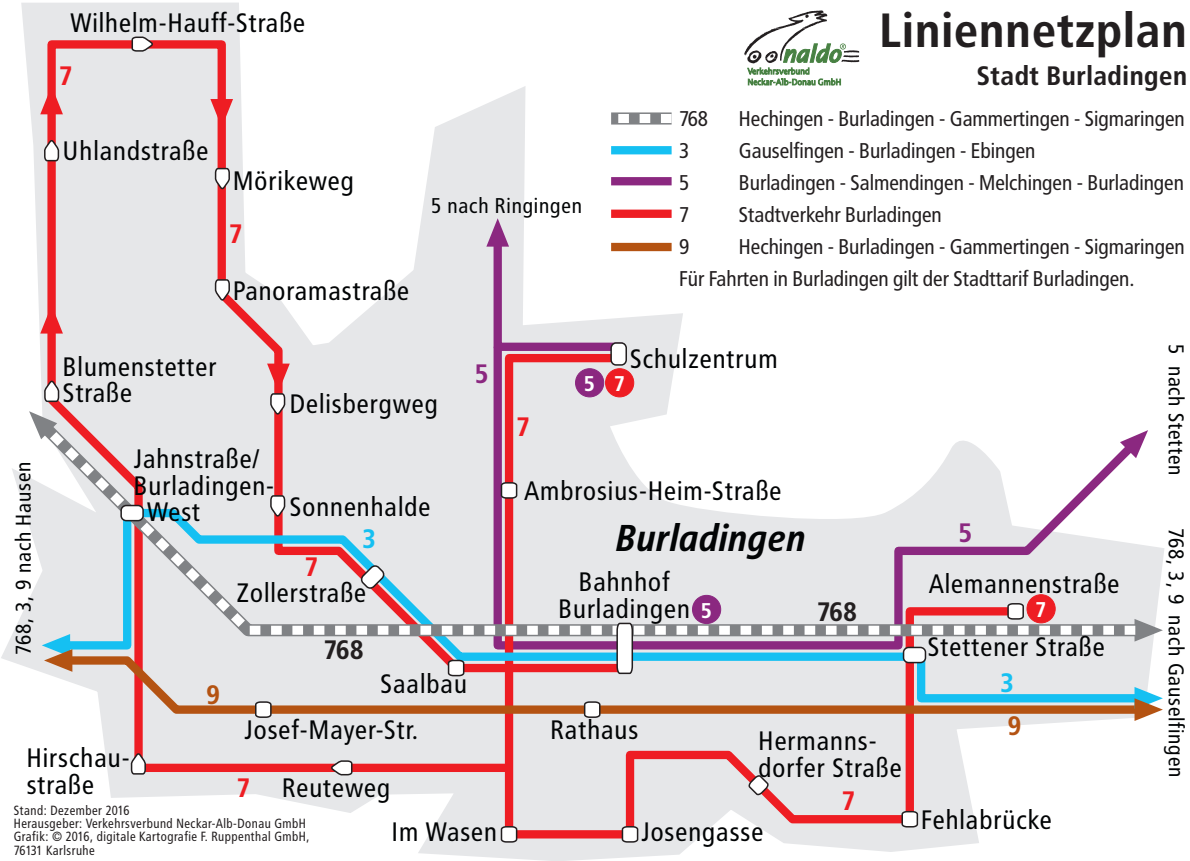 Liniennetzplan
Stadt Burladingen
naldo®
Verkehrsverbund
Neckar-Alb-Donau GmbH
768 Hechingen - Burladingen - Gammertingen - Sigmaringen
3 Gauselfingen - Burladingen - Ebingen
5 Burladingen - Salmendingen - Melchingen - Burladingen
7 Stadtverkehr Burladingen
9 Hechingen - Burladingen - Gammertingen - Sigmaringen
Für Fahrten in Burladingen gilt der Stadttarif Burladingen.
Wilhelm-Hauff-Straße
7
Uhlandstraße
Mörikeweg
7
5 nach Ringingen
Panoramastraße
Blumenstetter
Straße
Delisbergweg
5
Schulzentrum
5 7
7
5 nach Stetten
Jahnstraße/
Burladingen-
West
Sonnenhalde
Ambrosius-Heim-Straße
768, 3, 9 nach Hausen
3
7
Zollerstraße
Burladingen
5
Bahnhof
Burladingen 5
768
768
Alemannenstraße
7
Stettener Straße
768, 3, 9 nach Gauselfingen
Saalbau
3
9
Josef-Mayer-Str.
Rathaus
9
Hirschau-
straße
7
Reuteweg
Hermanns-
dorfer Straße
7
Im Wasen
Josengasse
Fehlabrücke
Stand: Dezember 2016
Herausgeber: Verkehrsverbund Neckar-Alb-Donau GmbH
Grafik: © 2016, digitale Kartografie F. Ruppenthal GmbH,
76131 Karlsruhe